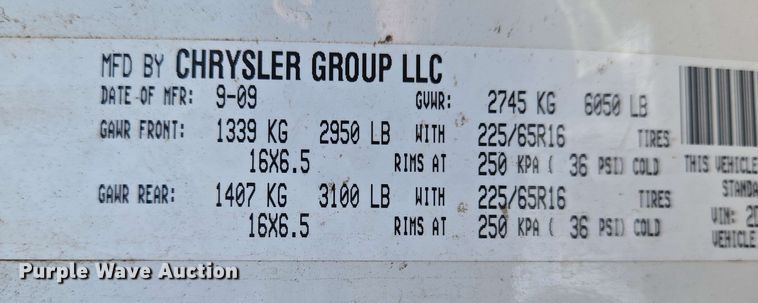 MFD BY CHRYSLER GROUP LLC
DATE OF MFR: 9-09 GVWR: 2745 KG 6050 LB
GAWR FRONT: 1339 KG 2950 LB WITH 225/65R16 TIRES
16X6.5 RIMS AT 250 KPA ( 36 PSI) COLD
GAWR REAR: 1407 KG 3100 LB WITH 225/65R16 TIRES
16X6.5 RIMS AT 250 KPA ( 36 PSI) COLD
THIS VEHICLE
STANDA
VIN: 2D
VEHICLE
Purple Wave Auction